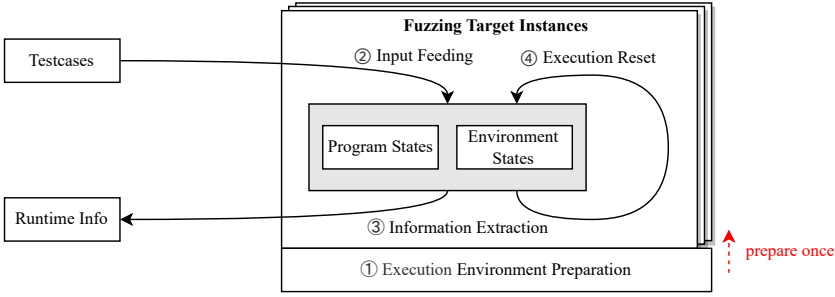 Fuzzing Target Instances
② Input Feeding
④ Execution Reset
Testcases
Program States
Environment
States
Runtime Info
③ Information Extraction
prepare once
① Execution Environment Preparation